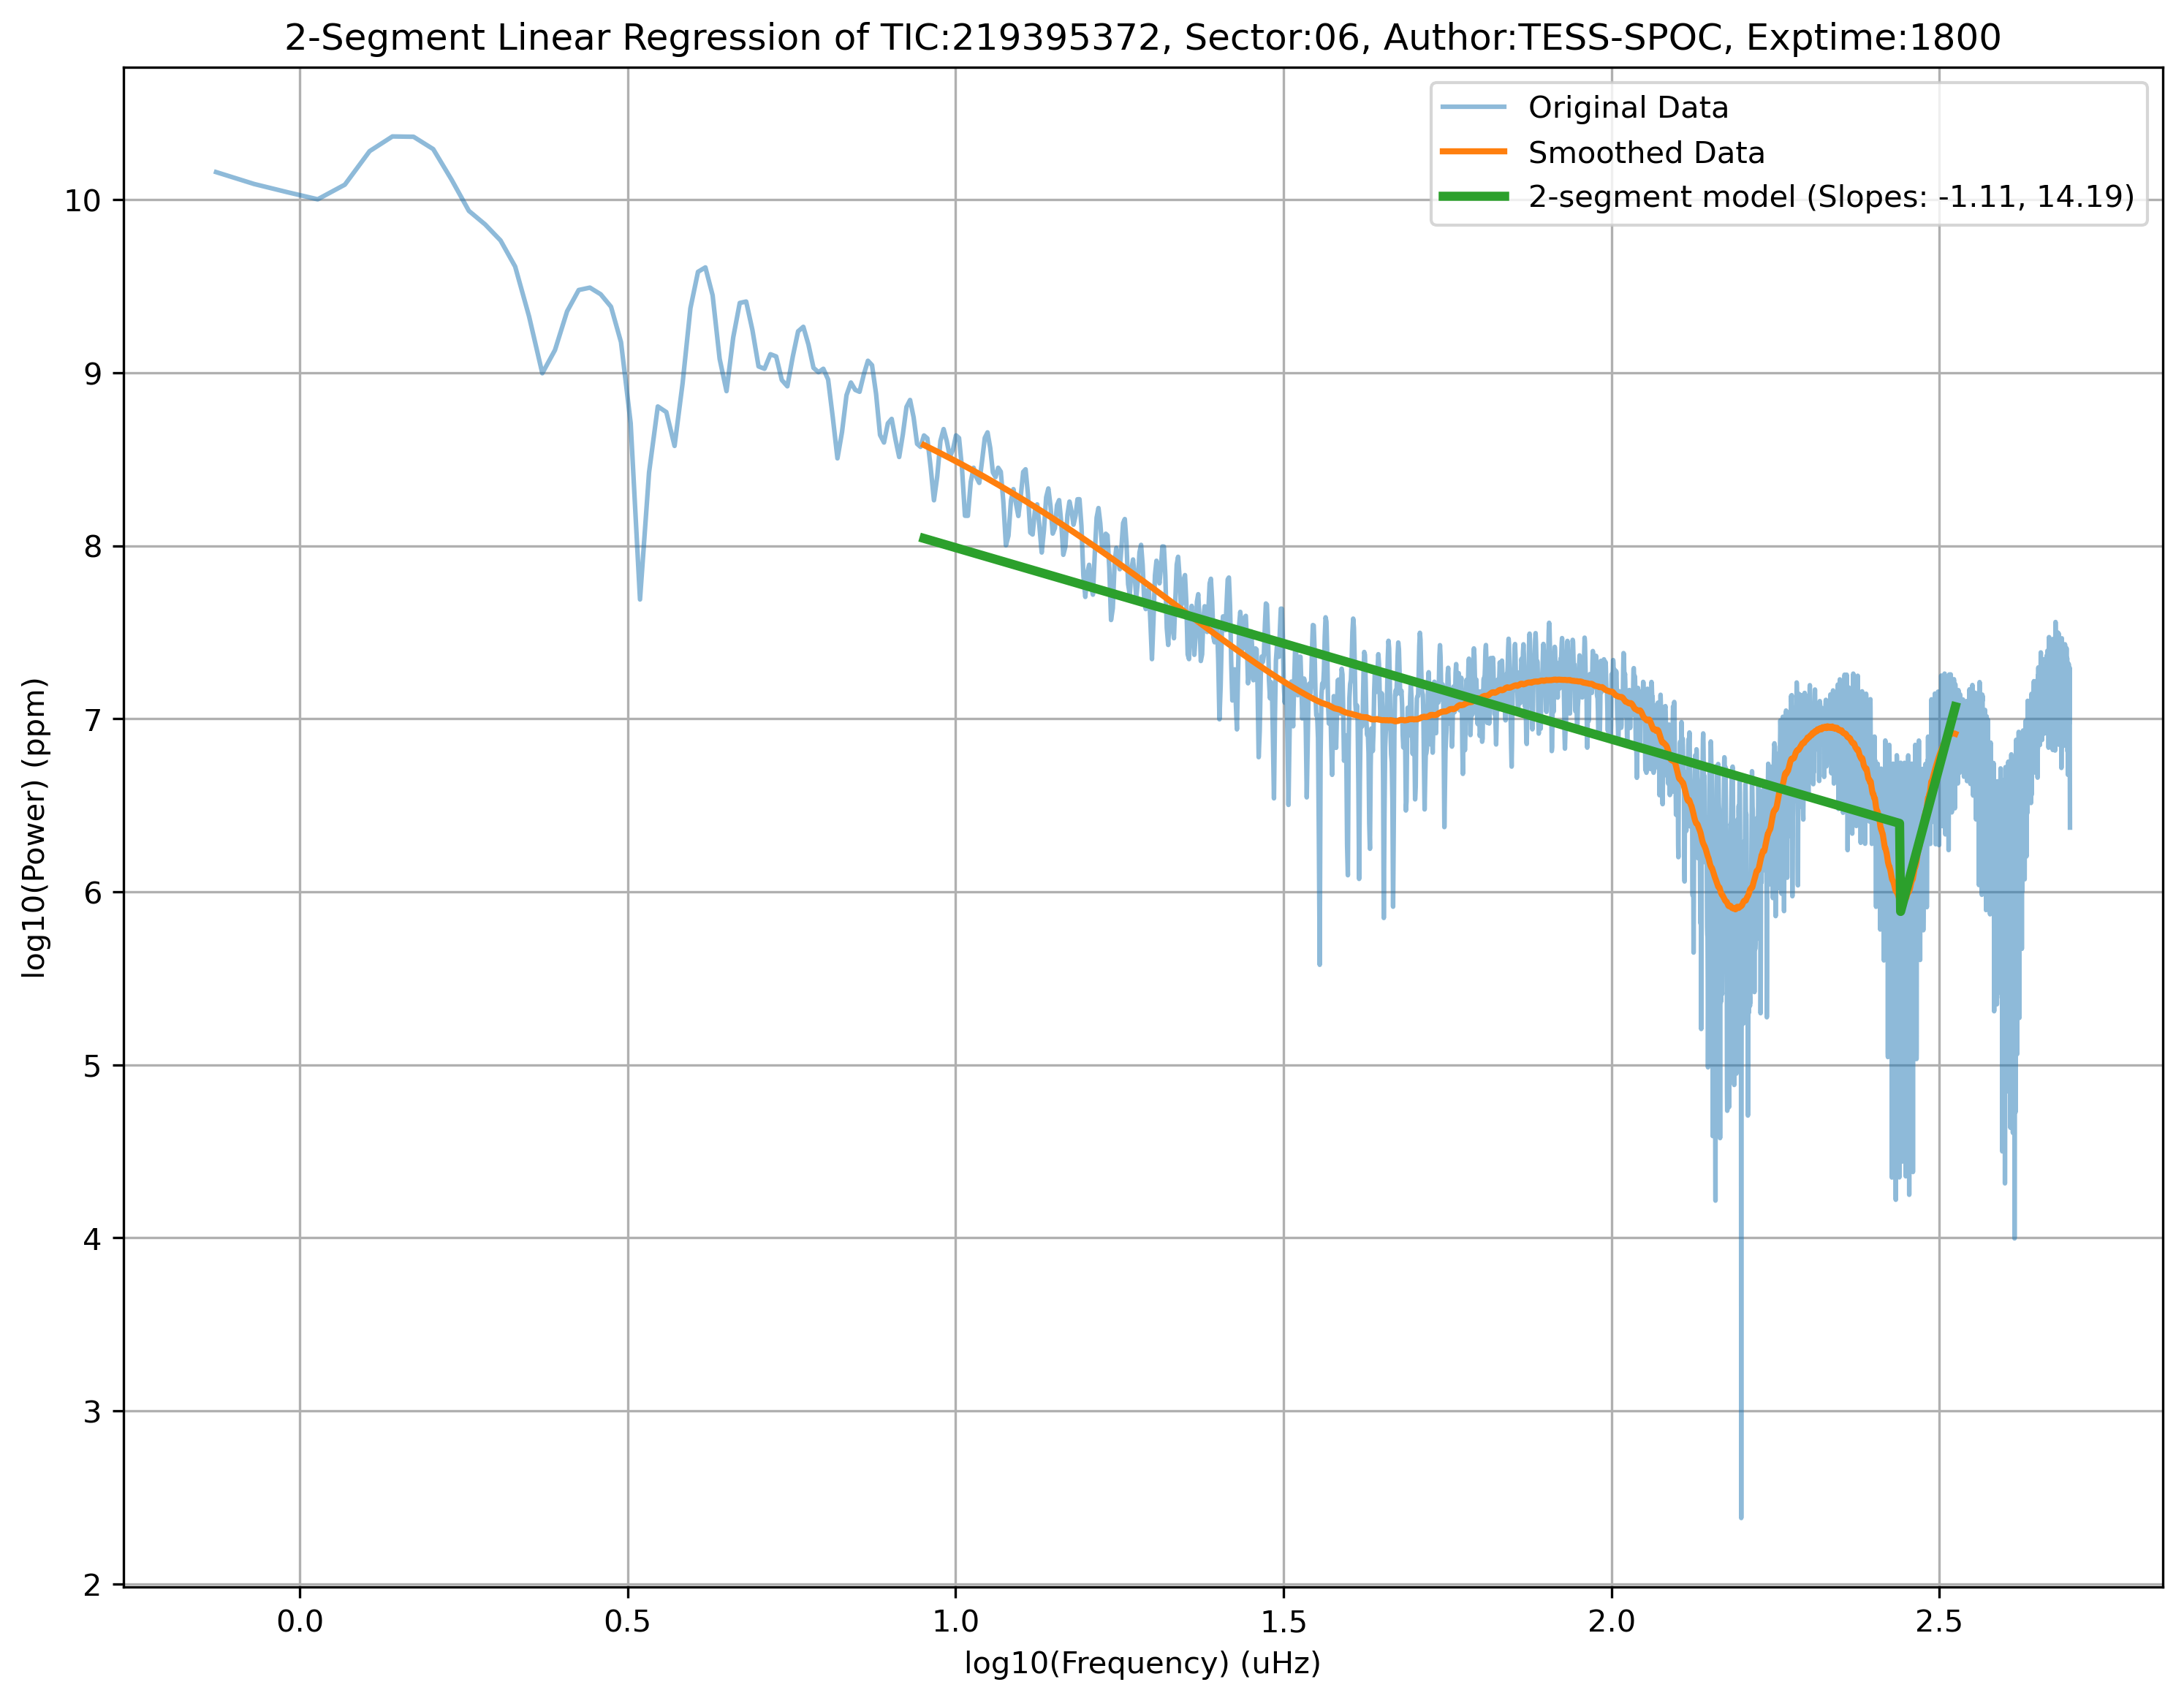 2-Segment Linear Regression of TIC:219395372, Sector:06, Author:TESS-SPOC, Exptime:1800
Original Data
Smoothed Data
2-segment model (Slopes: -1.11, 14.19)
log10(Power) (ppm)
10
9
8
7
6
5
4
3
2
0.0 0.5 1.0 1.5 2.0 2.5
log10(Frequency) (uHz)